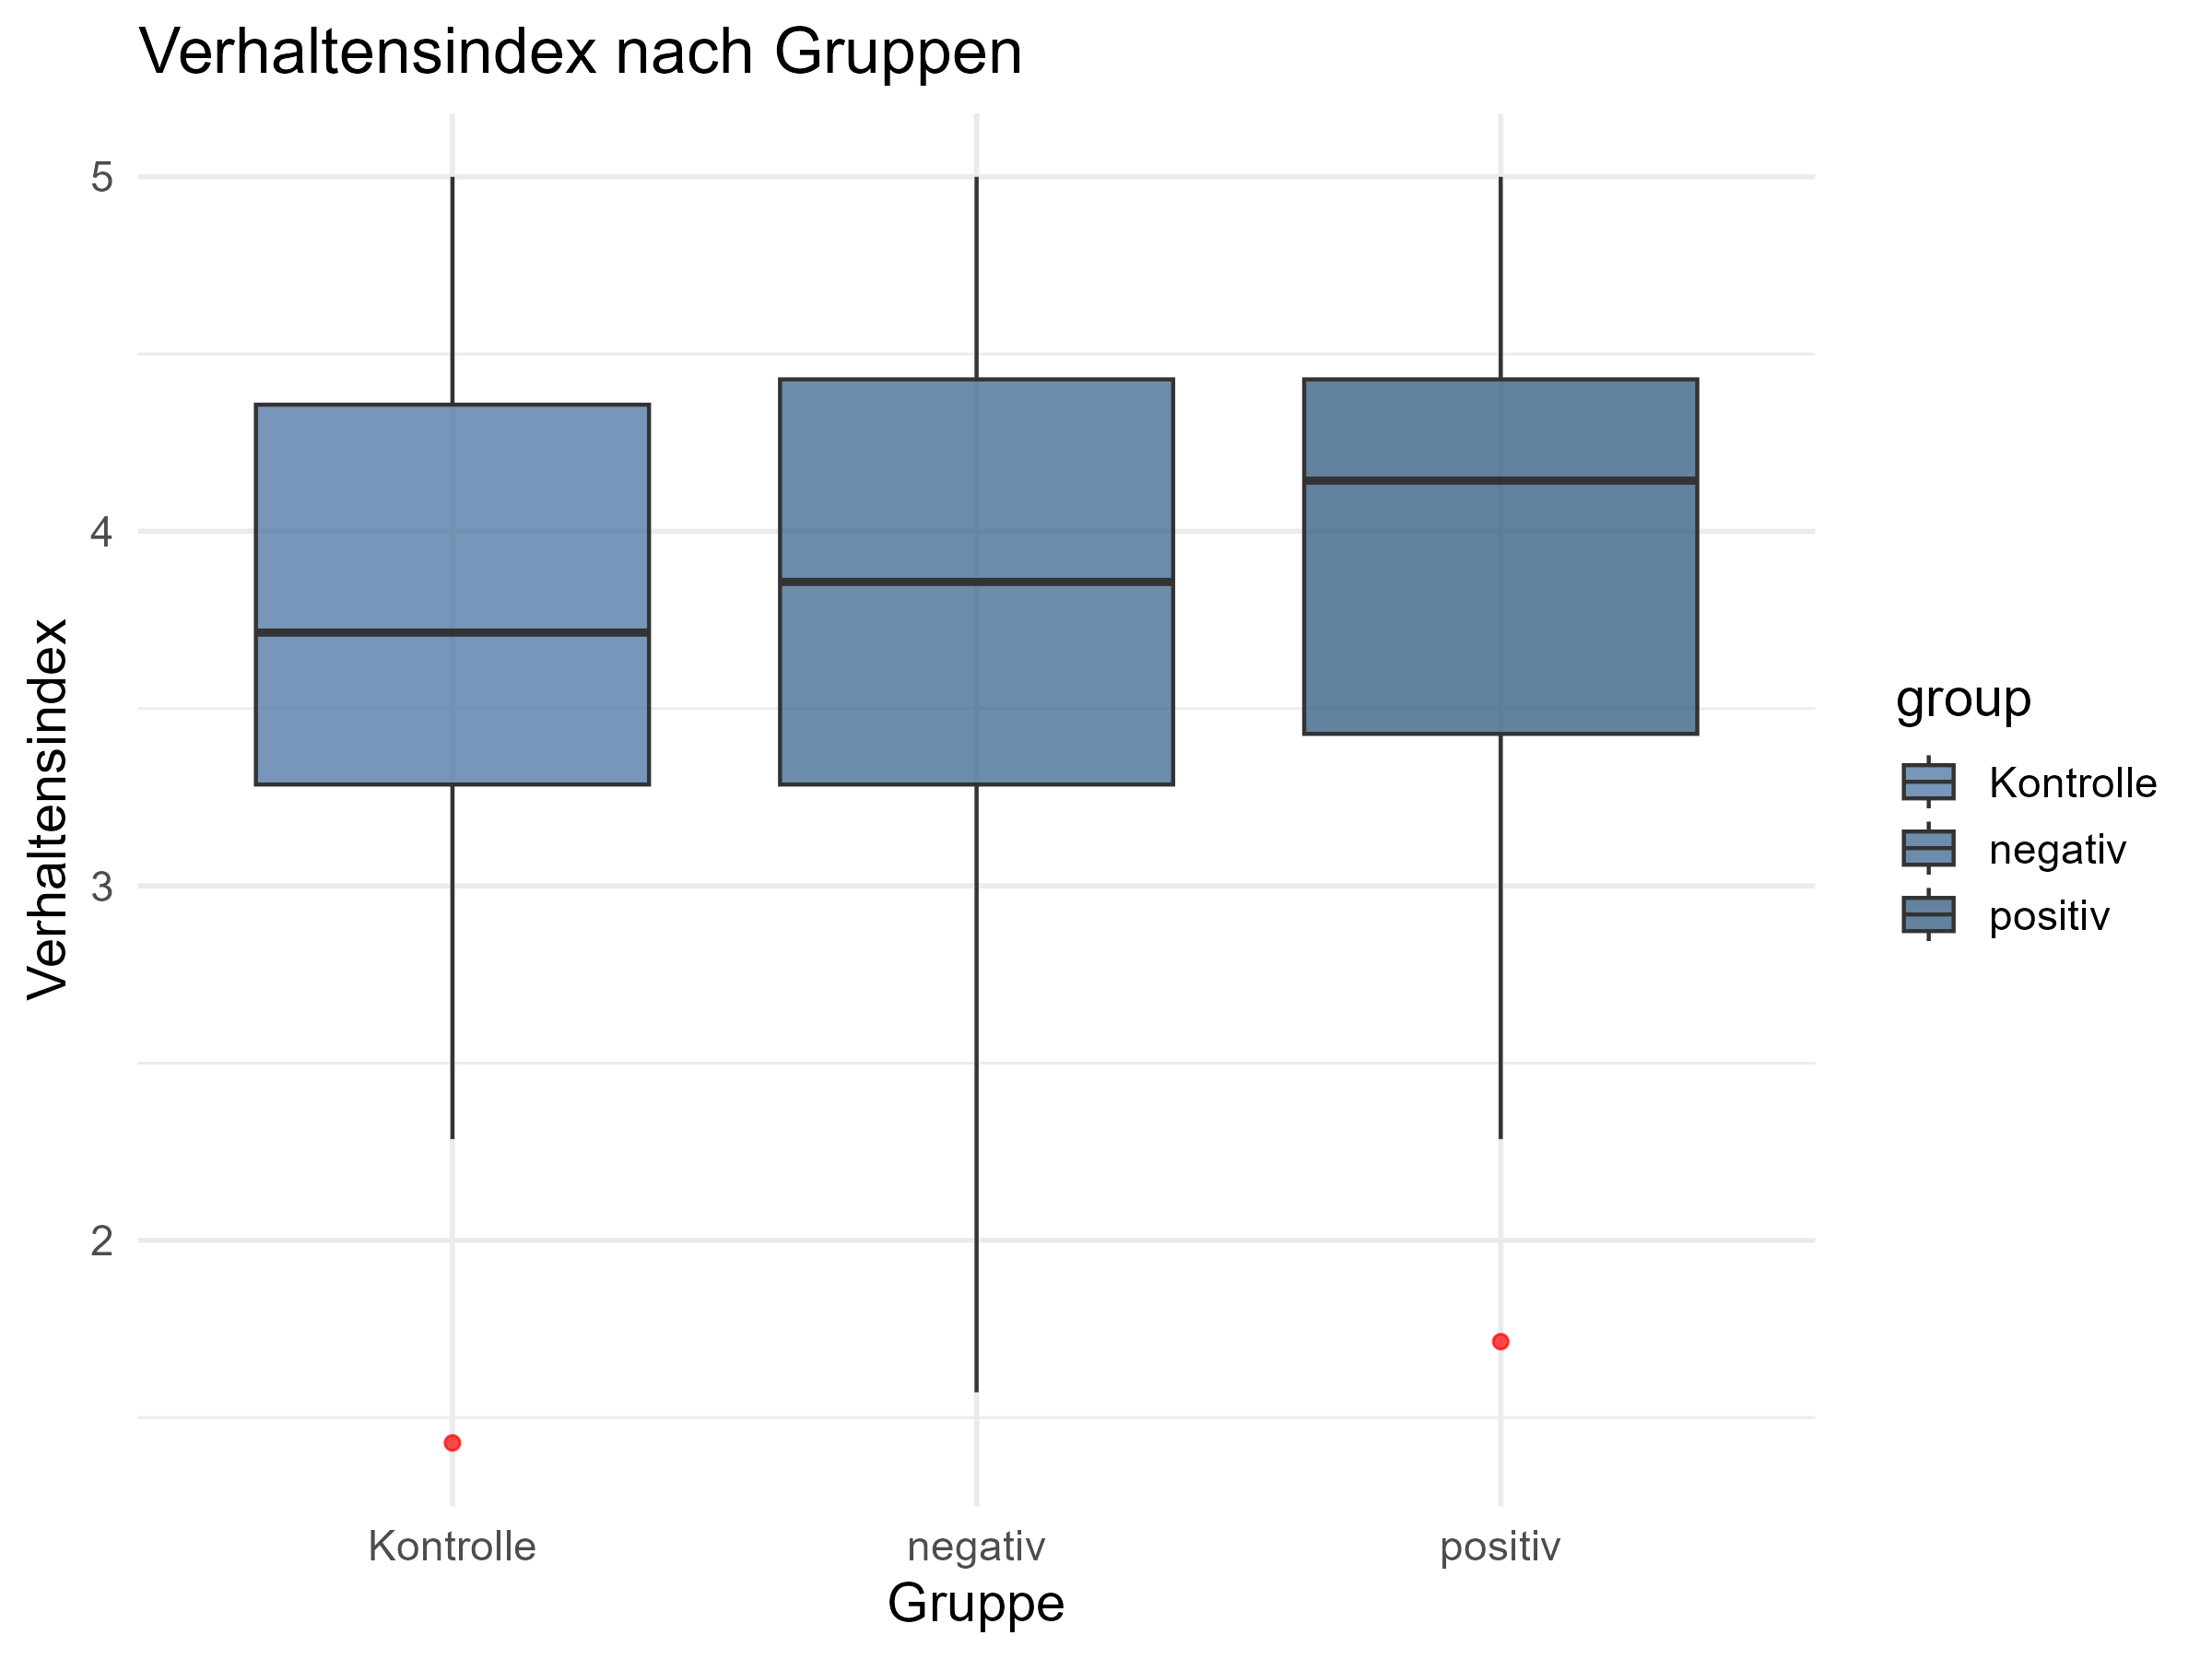 Verhaltensindex nach Gruppen
Verhaltensindex
5
4
3
2
Kontrolle
negativ
positiv
Gruppe
group
Kontrolle
negativ
positiv